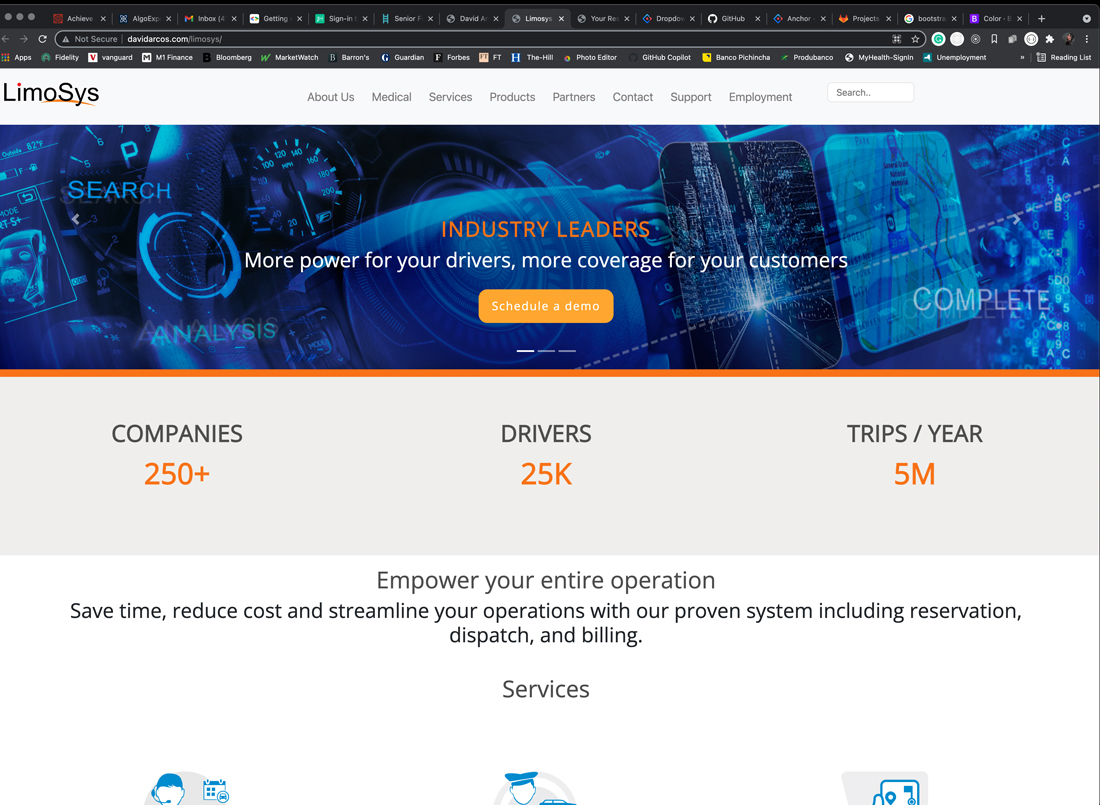 Achieve
AlgoExp
Inbox (4
Getting
Sign-in
Senior F
David A
Limosys
Your Re
Dropdow
GitHub
Anchor -
Projects
bootstra
Color - B
Not Secure | davidarcos.com/limosys/
Apps
Fidelity
vanguard
M1 Finance
Bloomberg
MarketWatch
Barron's
Guardian
Forbes
FT
The-Hill
Photo Editor
GitHub Copilot
Banco Pichincha
Produbanco
MyHealth-SignIn
Unemployment
»
Reading List
LimoSys
About Us
Medical
Services
Products
Partners
Contact
Support
Employment
Search..
SEARCH
ANALYSIS
COMPLETE
INDUSTRY LEADERS
More power for your drivers, more coverage for your customers
Schedule a demo
COMPANIES
250+
DRIVERS
25K
TRIPS / YEAR
5M
Empower your entire operation
Save time, reduce cost and streamline your operations with our proven system including reservation,
dispatch, and billing.
Services